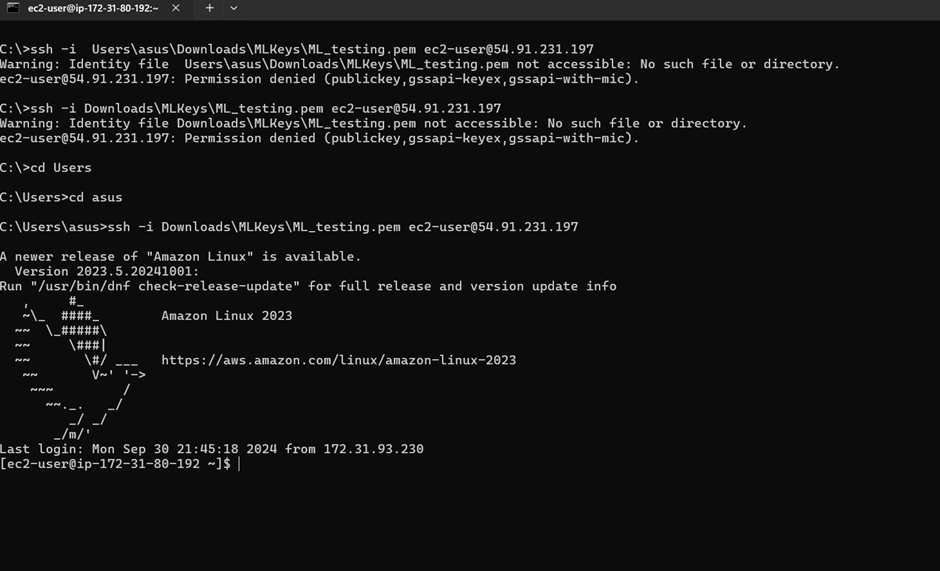 ec2-user@ip-172-31-80-192:~
C:\>ssh -i  Users\asus\Downloads\MLKeys\ML_testing.pem ec2-user@54.91.231.197
Warning: Identity file  Users\asus\Downloads\MLKeys\ML_testing.pem not accessible: No such file or directory.
ec2-user@54.91.231.197: Permission denied (publickey,gssapi-keyex,gssapi-with-mic).
C:\>ssh -i Downloads\MLKeys\ML_testing.pem ec2-user@54.91.231.197
Warning: Identity file Downloads\MLKeys\ML_testing.pem not accessible: No such file or directory.
ec2-user@54.91.231.197: Permission denied (publickey,gssapi-keyex,gssapi-with-mic).
C:\>cd Users
C:\Users>cd asus
C:\Users\asus>ssh -i Downloads\MLKeys\ML_testing.pem ec2-user@54.91.231.197
A newer release of "Amazon Linux" is available.
  Version 2023.5.20241001:
Run "/usr/bin/dnf check-release-update" for full release and version update info
   ,     #_
   ~\_  ####_        Amazon Linux 2023
  ~~  \_#####\
  ~~     \###|
  ~~       \#/ ___   https://aws.amazon.com/linux/amazon-linux-2023
   ~~       V~' '->
    ~~~         /
      ~~._.   _/
         _/ _/
       _/m/'
Last login: Mon Sep 30 21:45:18 2024 from 172.31.93.230
[ec2-user@ip-172-31-80-192 ~]$